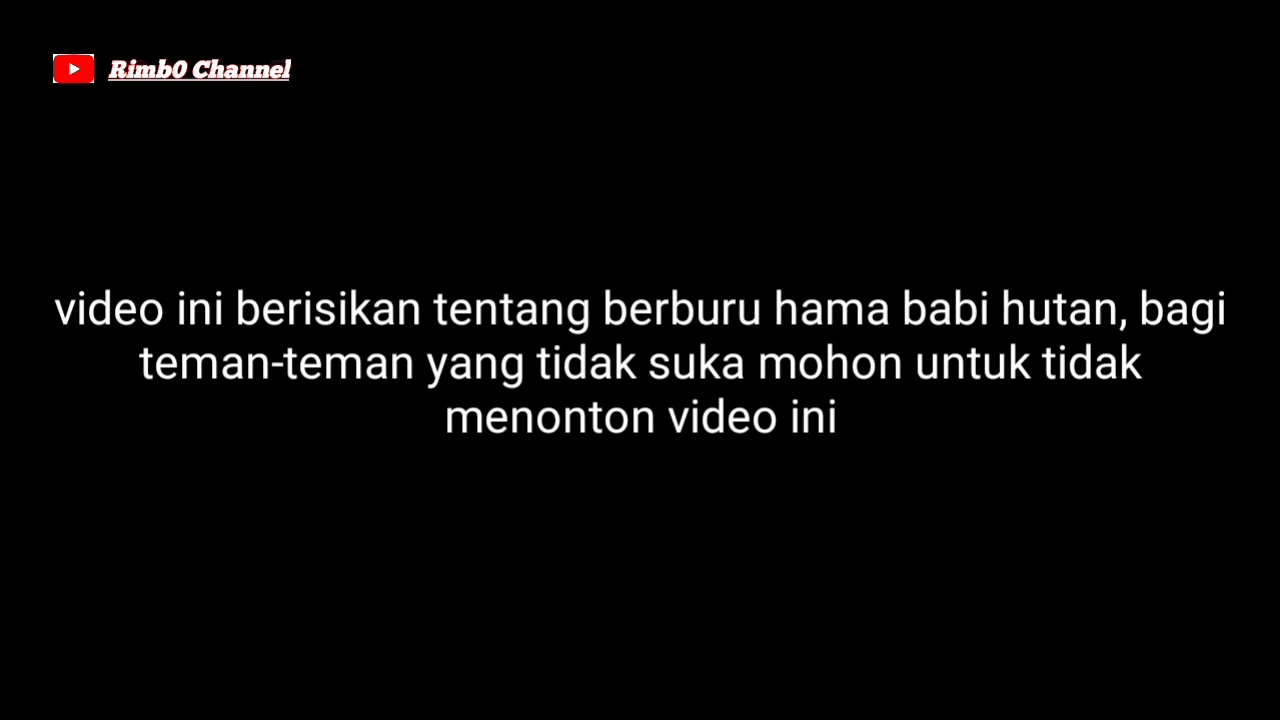 Rimb0 Channel
video ini berisikan tentang berburu hama babi hutan, bagi
teman-teman yang tidak suka mohon untuk tidak
menonton video ini